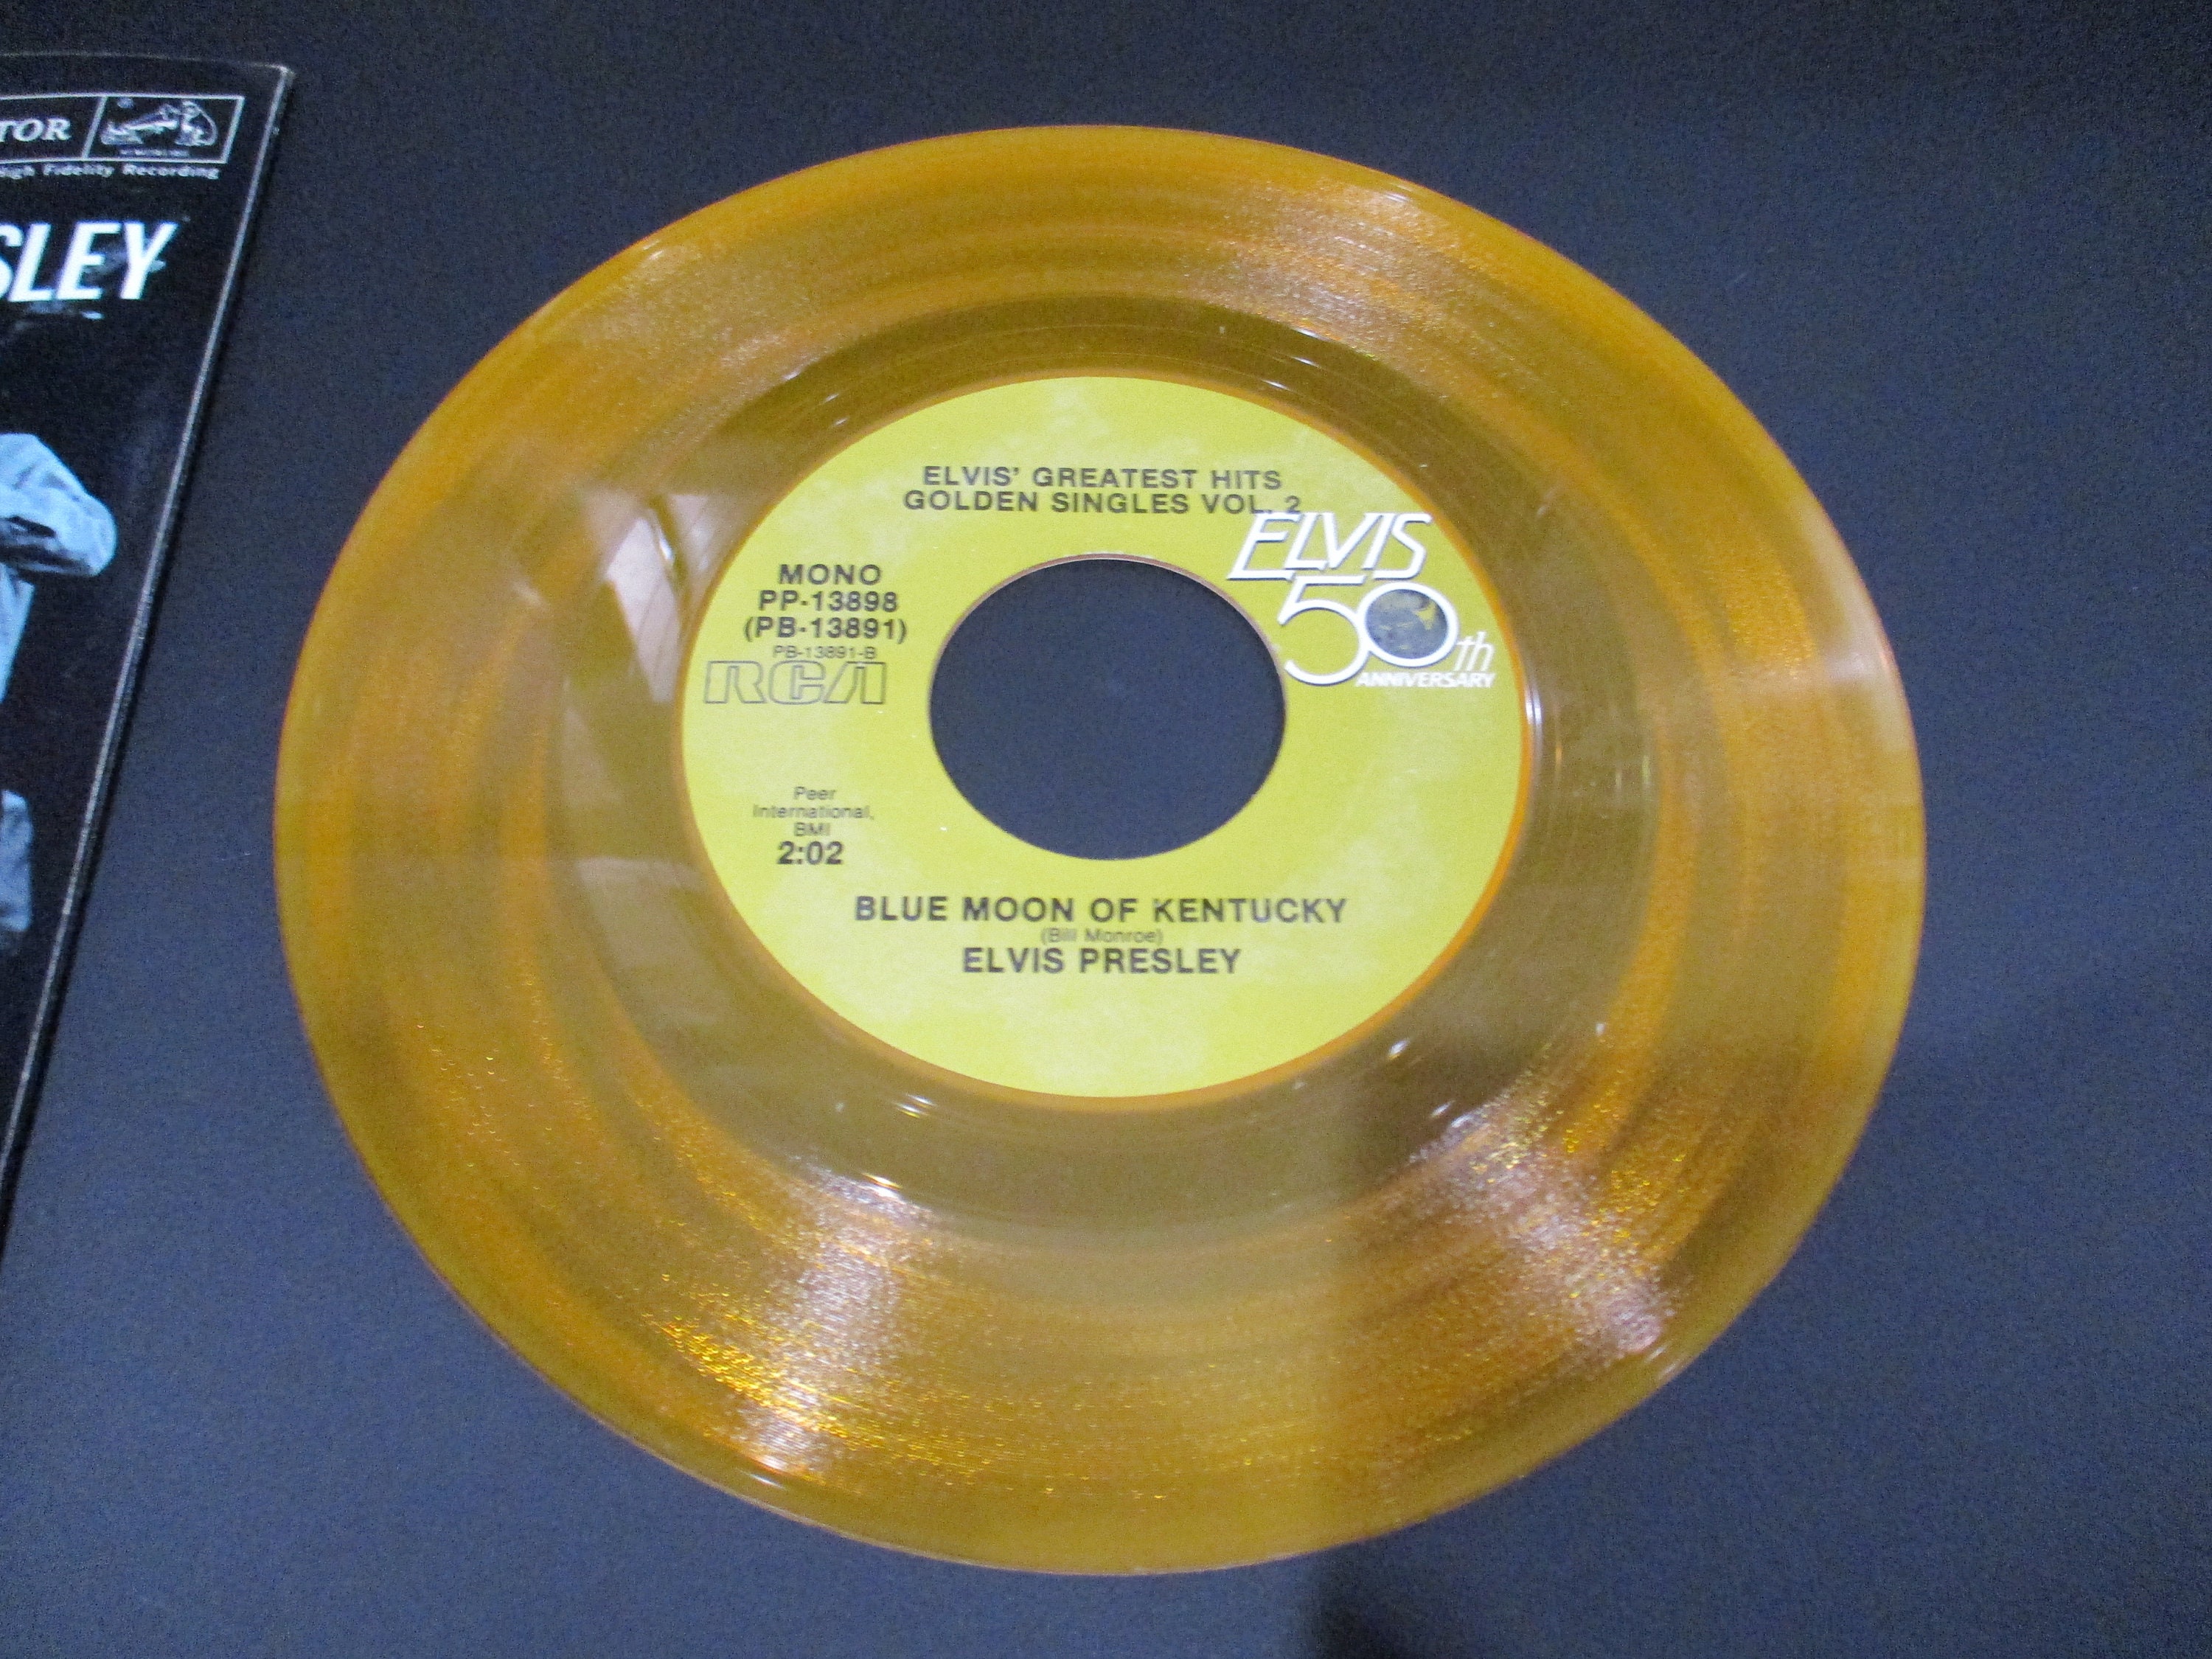 TOR
High Fidelity Recording
SLEY
ELVIS' GREATEST HITS
GOLDEN SINGLES VOL. 2
ELVIS
50th
ANNIVERSARY
MONO
PP-13898
(PB-13891)
PB-13891-B
RCA
Peer
International,
BMI
2:02
BLUE MOON OF KENTUCKY
(Bill Monroe)
ELVIS PRESLEY